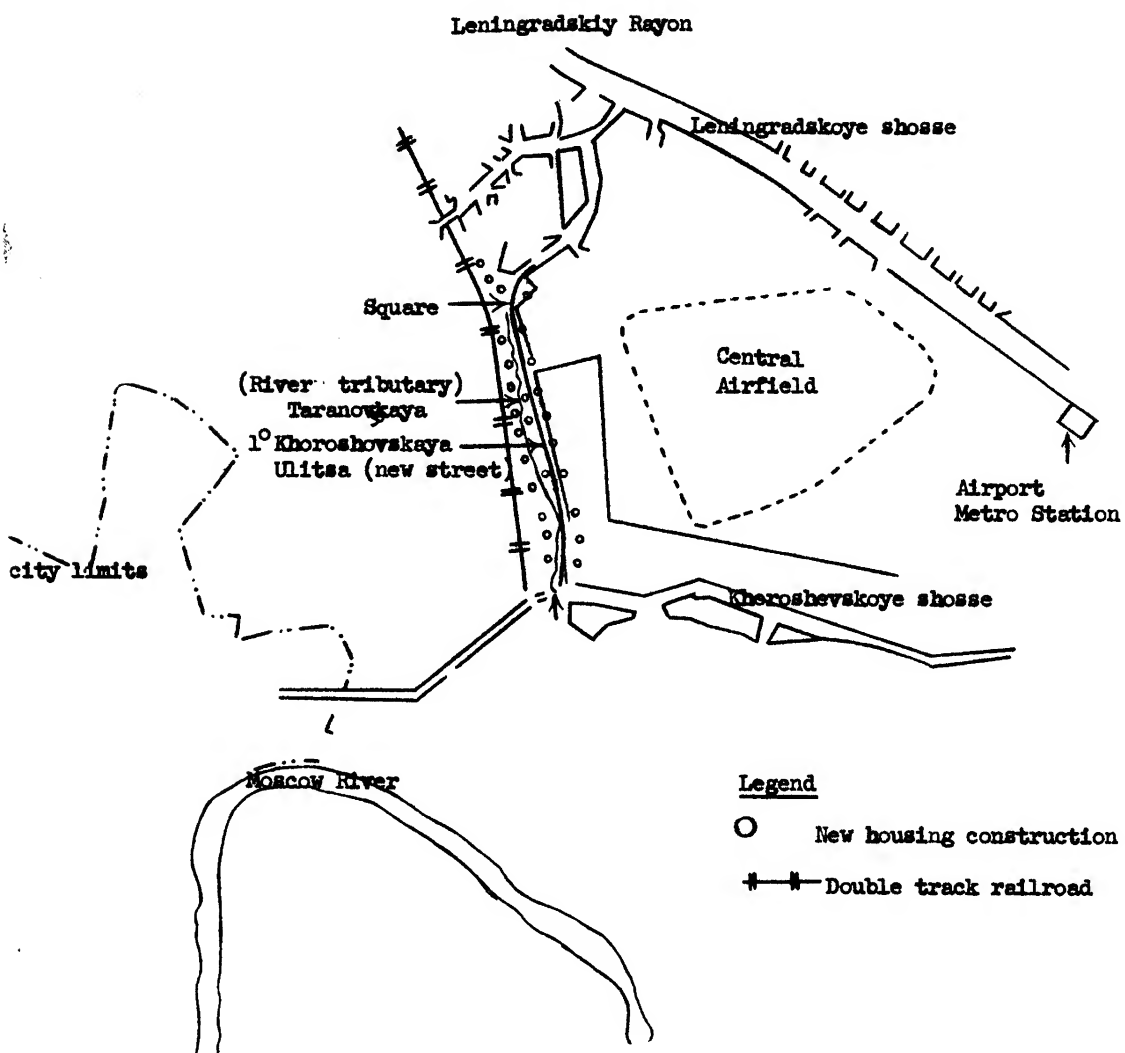 Leningradskiy Rayon
Leningradskoye shosse
Square
Central
Airfield
(River tributary)
Taranovskaya
1° Khoroshovskaya
Ulitsa (new street)
Airport
Metro Station
city limits
Khoroshevskoye shosse
Moscow River
Legend
New housing construction
Double track railroad